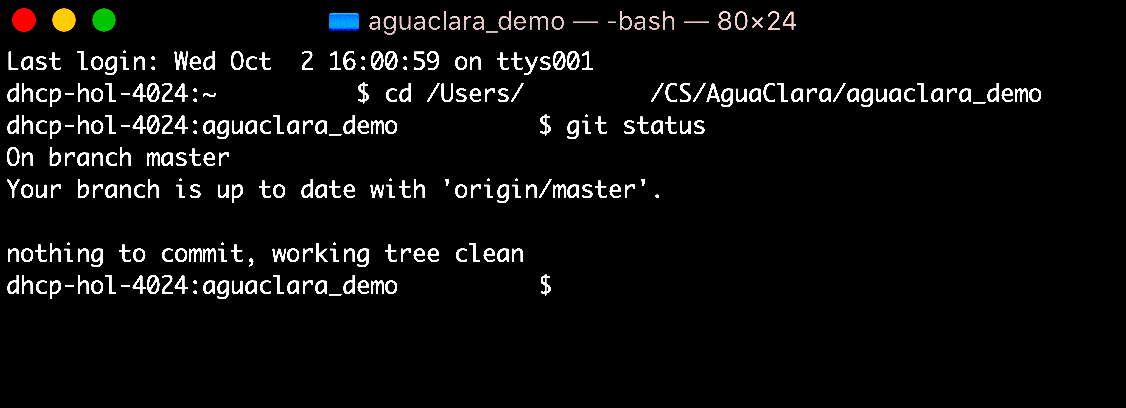 aguaclara_demo — -bash — 80×24
Last login: Wed Oct  2 16:00:59 on ttys001
dhcp-hol-4024:~          $ cd /Users/         /CS/AguaClara/aguaclara_demo
dhcp-hol-4024:aguaclara_demo          $ git status
On branch master
Your branch is up to date with 'origin/master'.

nothing to commit, working tree clean
dhcp-hol-4024:aguaclara_demo          $